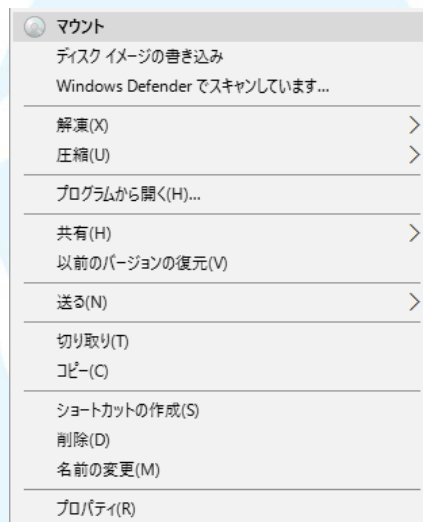 マウント
ディスク イメージの書き込み
Windows Defender でスキャンしています...
解凍(X)
圧縮(U)
プログラムから開く(H)...
共有(H)
以前のバージョンの復元(V)
送る(N)
切り取り(T)
コピー(C)
ショートカットの作成(S)
削除(D)
名前の変更(M)
プロパティ(R)